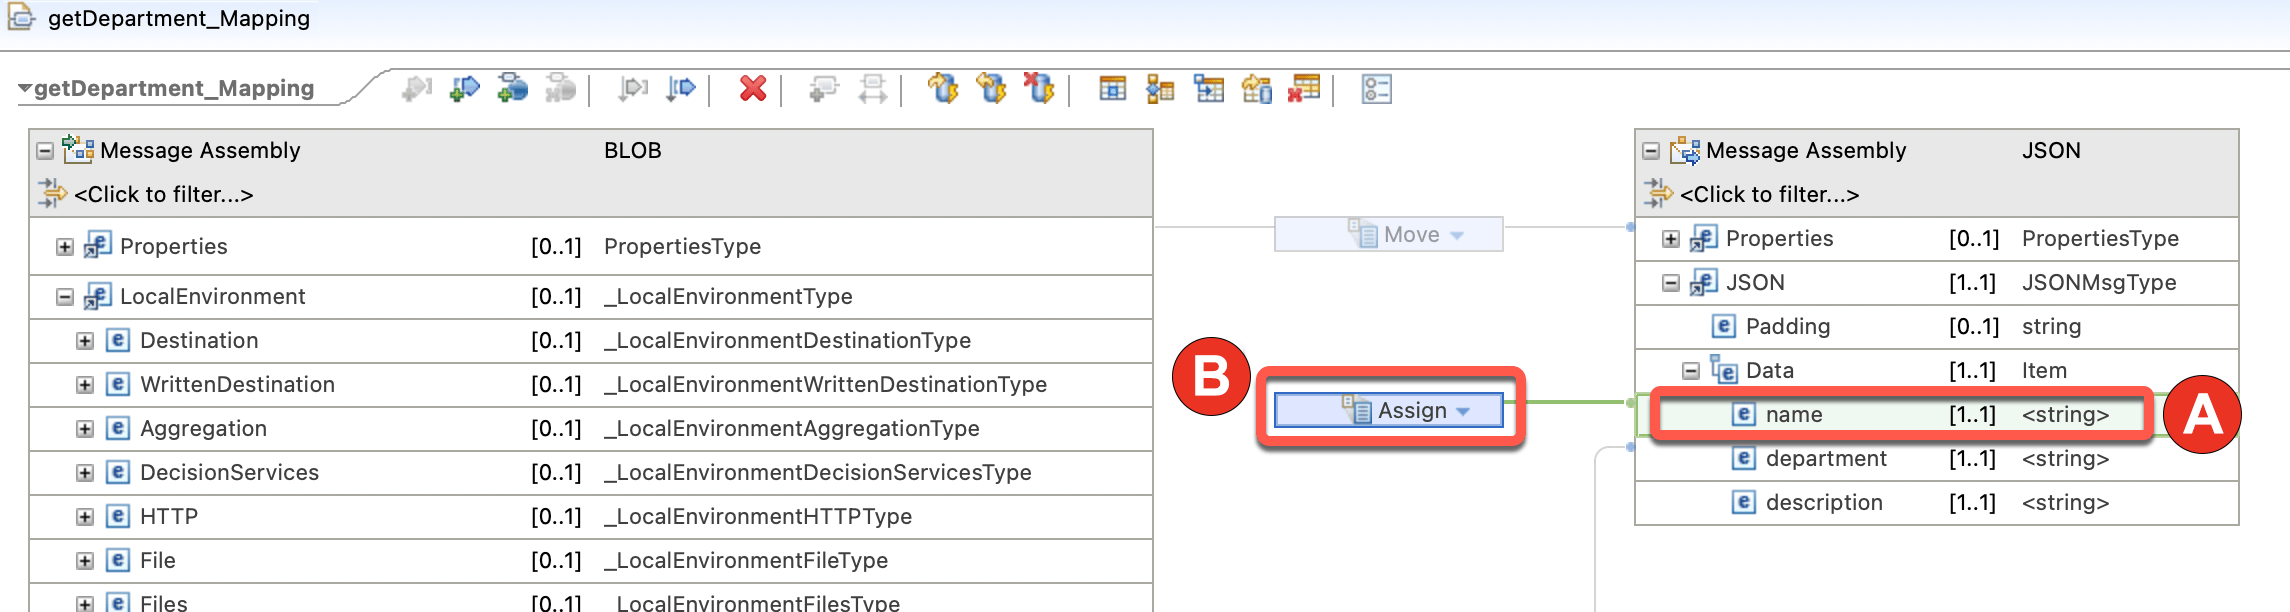 getDepartment_Mapping
getDepartment_Mapping
Message Assembly BLOB
<Click to filter...>
Properties [0..1] PropertiesType
LocalEnvironment [0..1] _LocalEnvironmentType
Destination [0..1] _LocalEnvironmentDestinationType
WrittenDestination [0..1] _LocalEnvironmentWrittenDestinationType
Aggregation [0..1] _LocalEnvironmentAggregationType
DecisionServices [0..1] _LocalEnvironmentDecisionServicesType
HTTP [0..1] _LocalEnvironmentHTTPType
File [0..1] _LocalEnvironmentFileType
Files [0..1] _LocalEnvironmentFilesType
Move
B
Assign
Message Assembly JSON
<Click to filter...>
Properties [0..1] PropertiesType
JSON [1..1] JSONMsgType
Padding [0..1] string
Data [1..1] Item
name [1..1] <string>
A
department [1..1] <string>
description [1..1] <string>